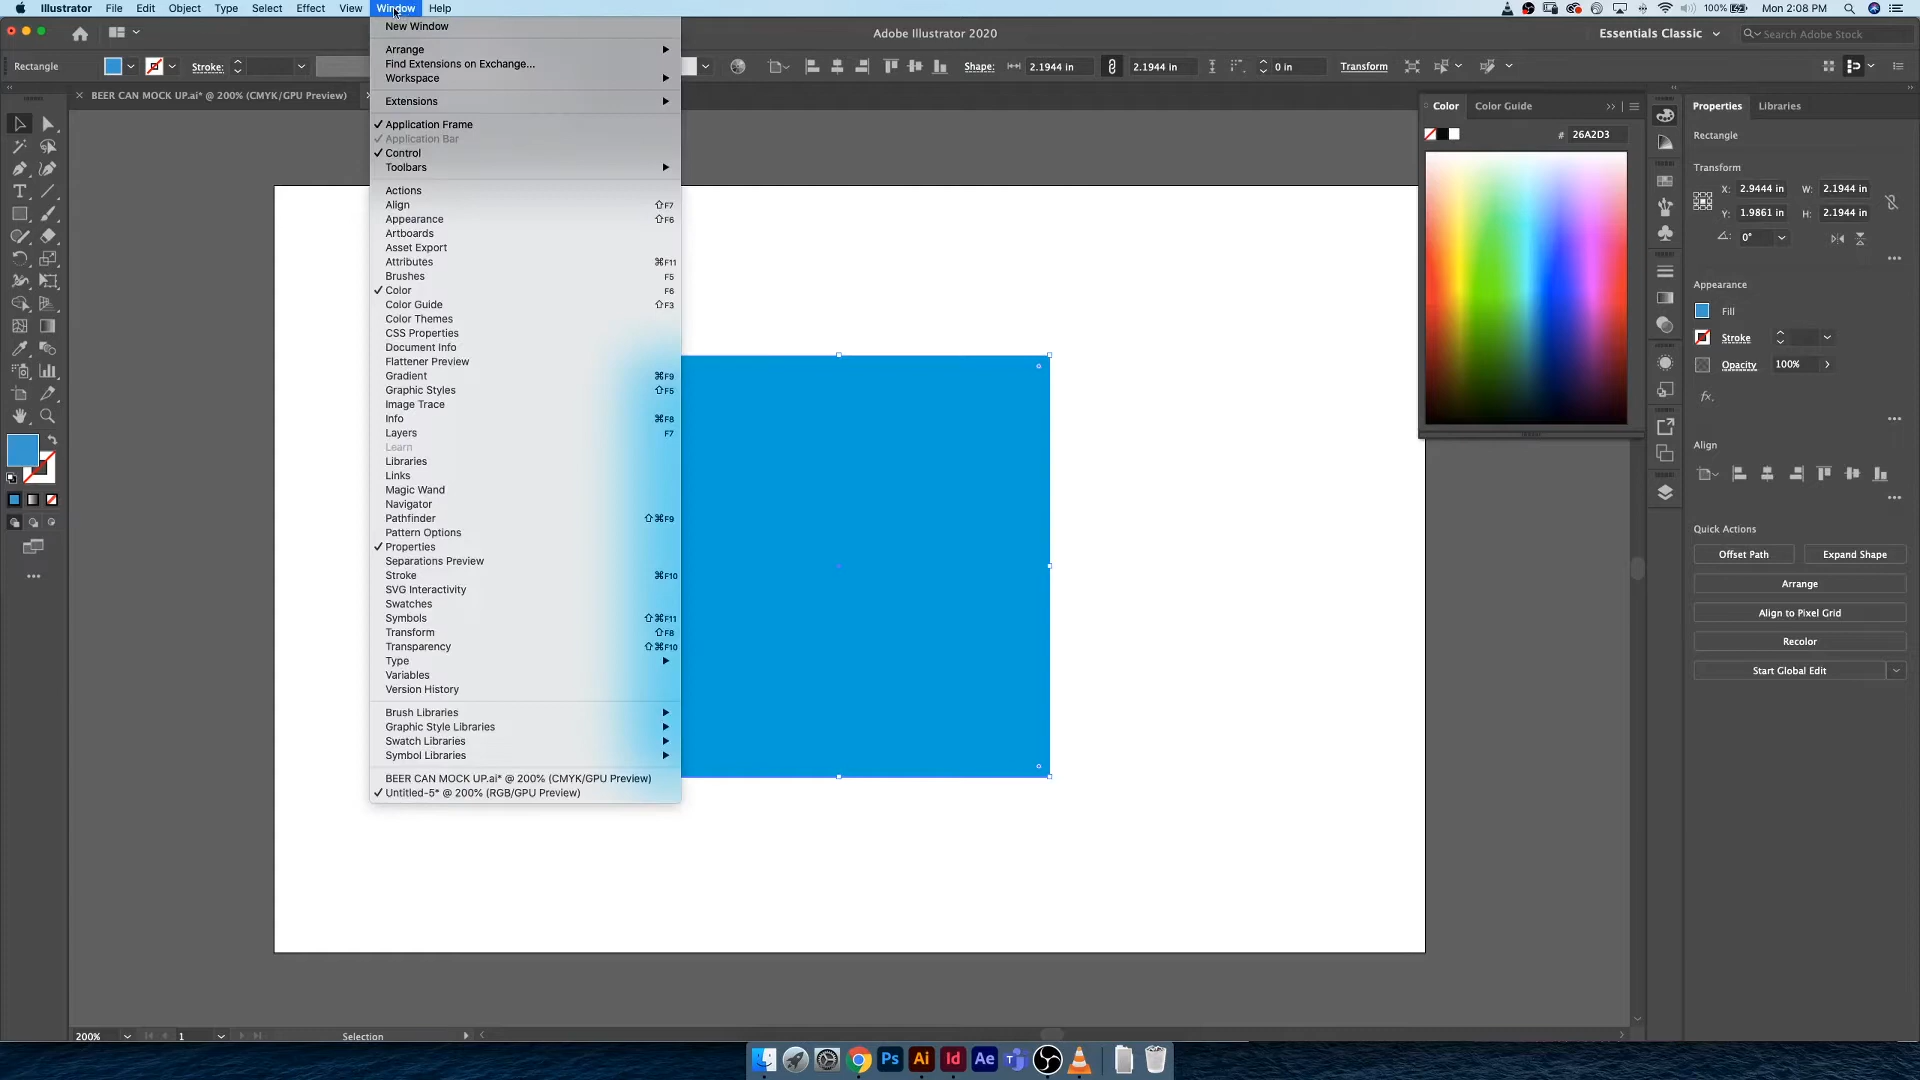 Illustrator File Edit Object Type Select Effect View Window Help 100% Mon 2:08 PM
Adobe Illustrator 2020 Essentials Classic Search Adobe Stock
Rectangle Stroke: Shape: 2.1944 in 2.1944 in 0 in Transform
BEER CAN MOCK UP.ai* @ 200% (CMYK/GPU Preview)
New Window
Arrange
Find Extensions on Exchange...
Workspace
Extensions
Application Frame
Application Bar
Control
Toolbars
Actions
Align ⇧F7
Appearance ⇧F6
Artboards
Asset Export
Attributes ⌘F11
Brushes F5
Color F6
Color Guide ⇧F3
Color Themes
CSS Properties
Document Info
Flattener Preview
Gradient ⌘F9
Graphic Styles ⇧F5
Image Trace
Info ⌘F8
Layers F7
Learn
Libraries
Links
Magic Wand
Navigator
Pathfinder ⇧⌘F9
Pattern Options
Properties
Separations Preview
Stroke ⌘F10
SVG Interactivity
Swatches
Symbols ⇧⌘F11
Transform ⇧F8
Transparency ⇧⌘F10
Type
Variables
Version History
Brush Libraries
Graphic Style Libraries
Swatch Libraries
Symbol Libraries
BEER CAN MOCK UP.ai* @ 200% (CMYK/GPU Preview)
Untitled-5* @ 200% (RGB/GPU Preview)
Color Color Guide
# 26A2D3
Properties Libraries
Rectangle
Transform
X: 2.9444 in W: 2.1944 in
Y: 1.9861 in H: 2.1944 in
0°
Appearance
Fill
Stroke
Opacity 100%
fx.
Align
Quick Actions
Offset Path Expand Shape
Arrange
Align to Pixel Grid
Recolor
Start Global Edit
200% 1 Selection
Ps Ai Id Ae